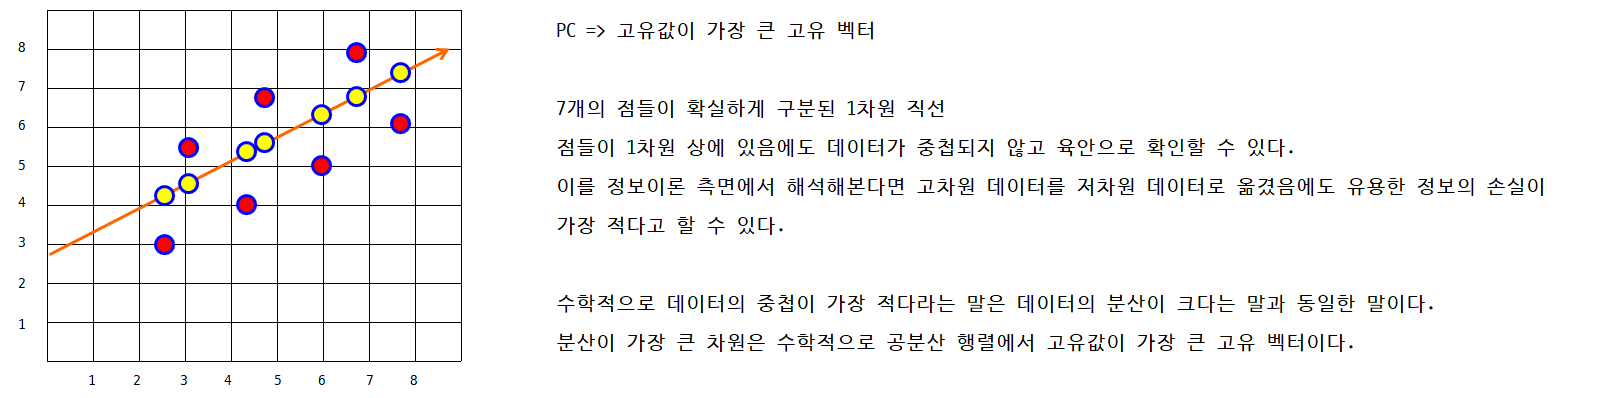 PC => 고유값이 가장 큰 고유 벡터
7개의 점들이 확실하게 구분된 1차원 직선
점들이 1차원 상에 있음에도 데이터가 중첩되지 않고 육안으로 확인할 수 있다.
이를 정보이론 측면에서 해석해본다면 고차원 데이터를 저차원 데이터로 옮겼음에도 유용한 정보의 손실이
가장 적다고 할 수 있다.
수학적으로 데이터의 중첩이 가장 적다라는 말은 데이터의 분산이 크다는 말과 동일한 말이다.
분산이 가장 큰 차원은 수학적으로 공분산 행렬에서 고유값이 가장 큰 고유 벡터이다.
8
7
6
5
4
3
2
1
1 2 3 4 5 6 7 8